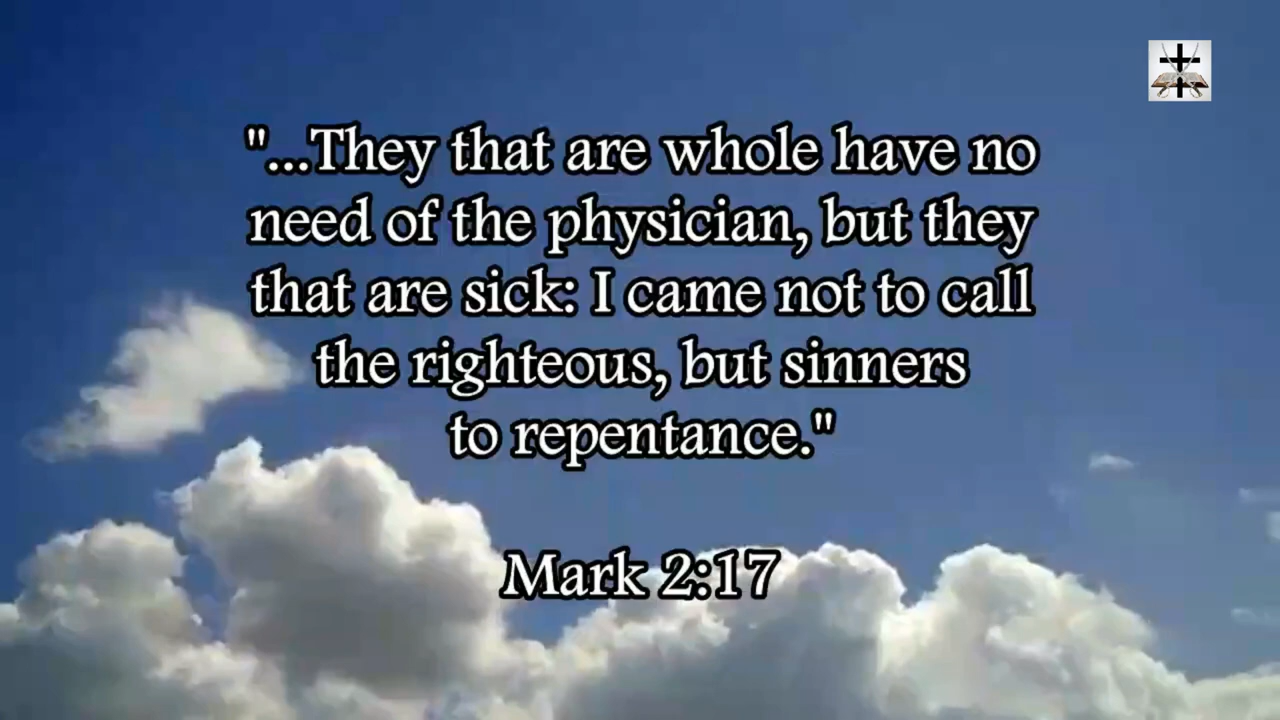 "...They that are whole have no
need of the physician, but they
that are sick: I came not to call
the righteous, but sinners
to repentance."
Mark 2:17